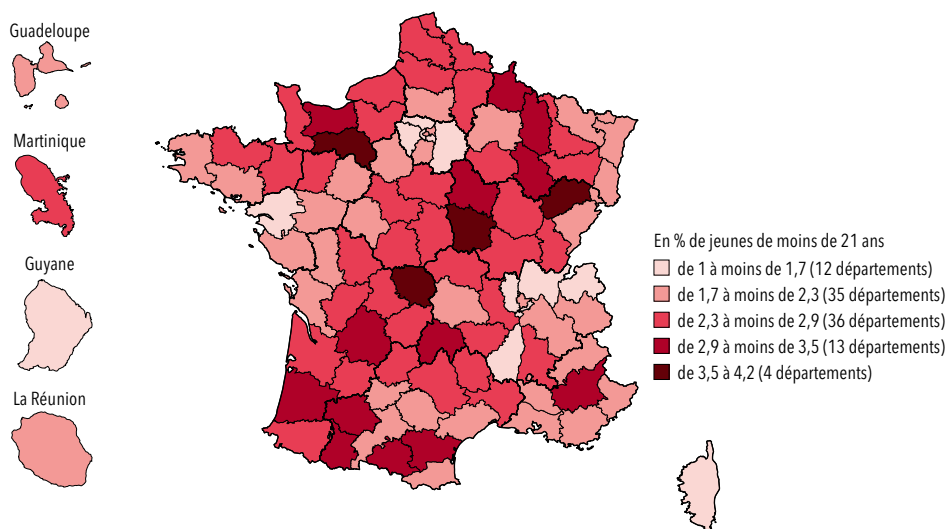 Guadeloupe
Martinique
Guyane
La Réunion
En % de jeunes de moins de 21 ans
de 1 à moins de 1,7 (12 départements)
de 1,7 à moins de 2,3 (35 départements)
de 2,3 à moins de 2,9 (36 départements)
de 2,9 à moins de 3,5 (13 départements)
de 3,5 à 4,2 (4 départements)